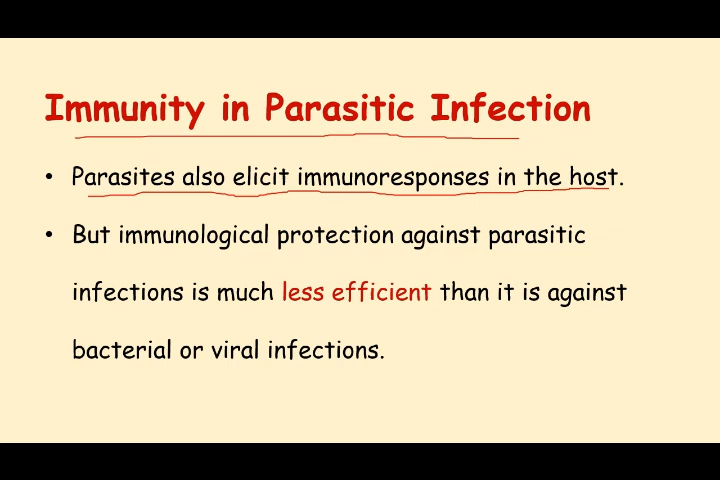 Immunity in Parasitic Infection
• Parasites also elicit immunoresponses in the host.
• But immunological protection against parasitic
infections is much less efficient than it is against
bacterial or viral infections.